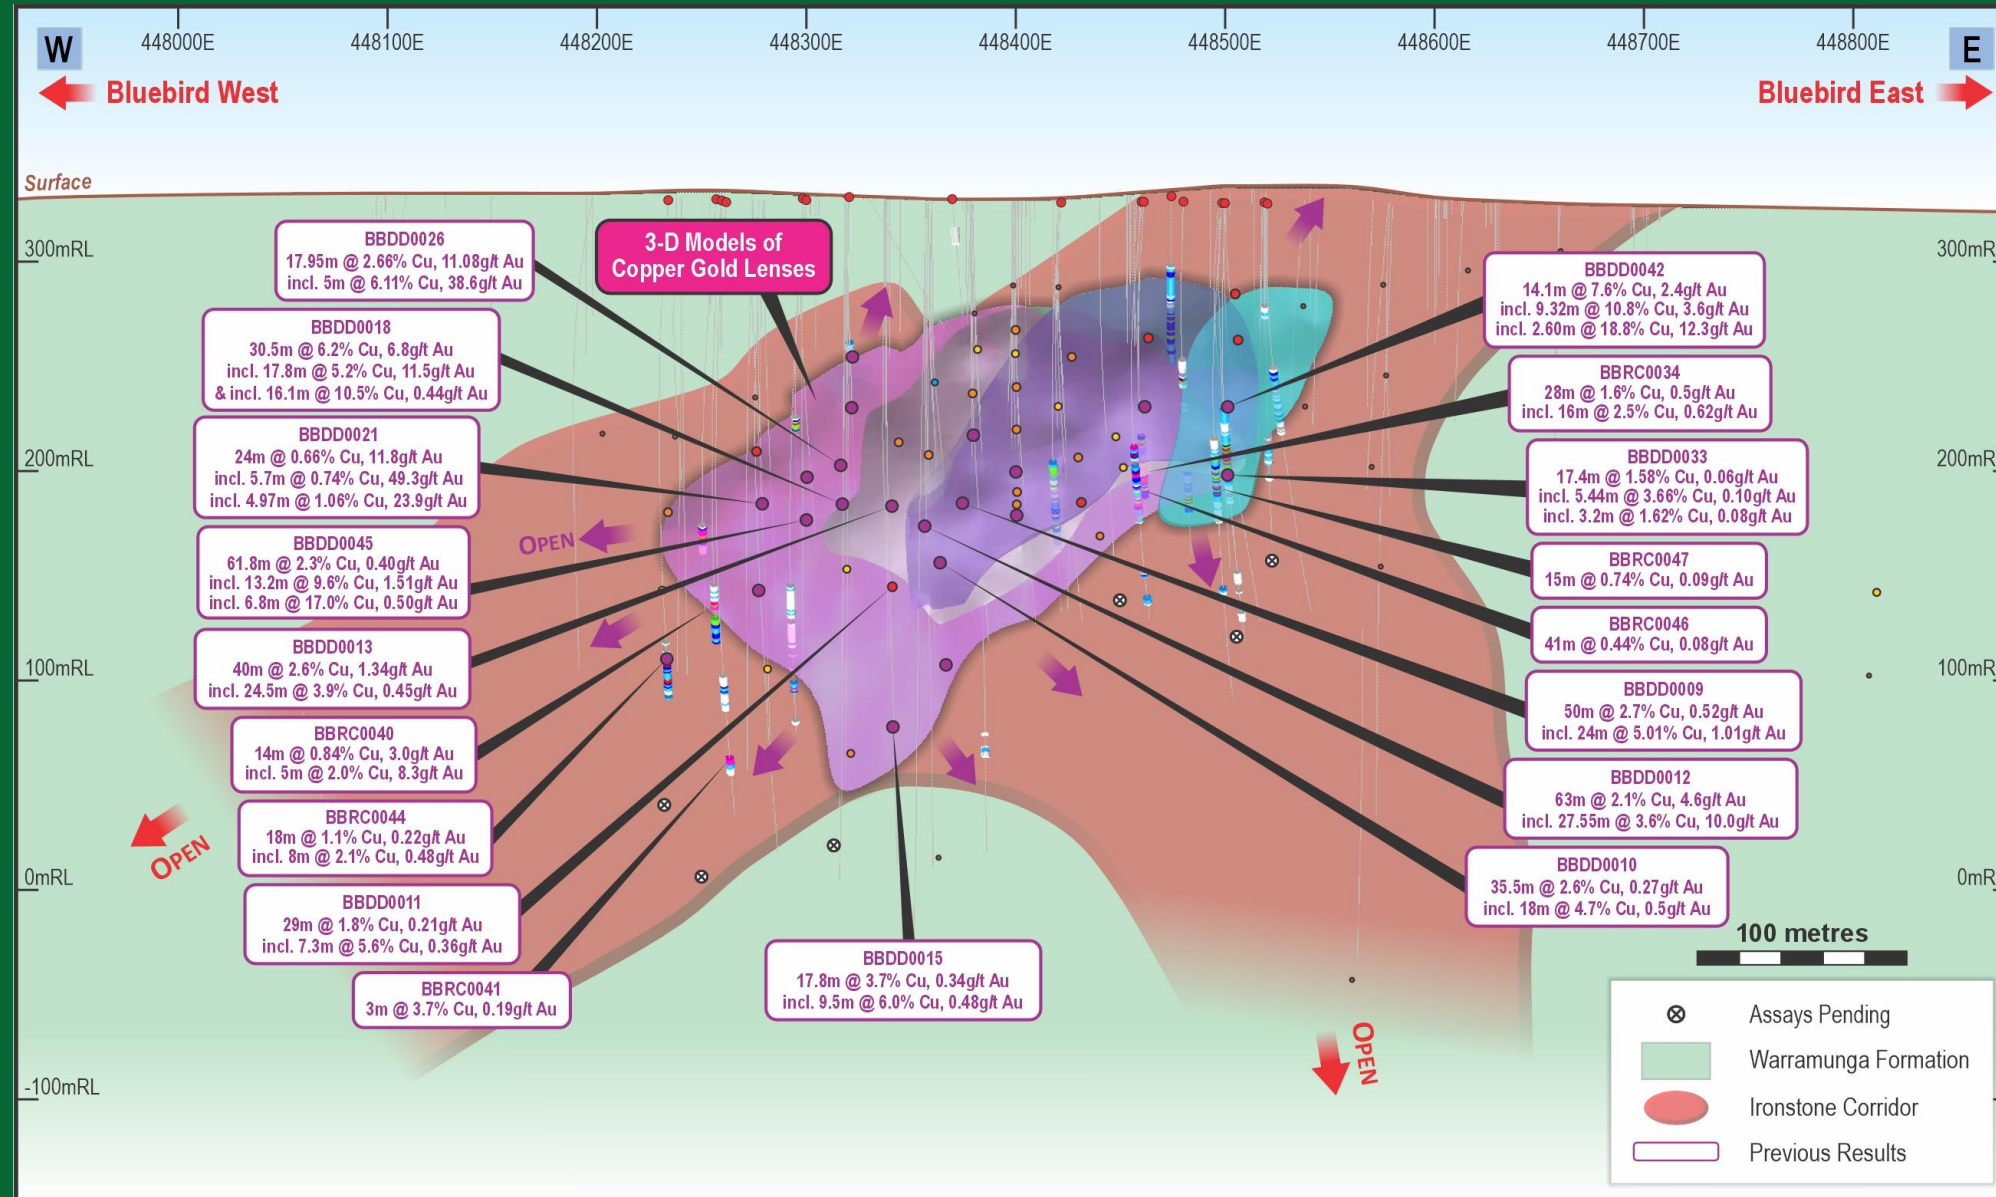 448000E 448100E 448200E 448300E 448400E 448500E 448600E 448700E 448800E
W
E
Bluebird West
Bluebird East
Surface
300mRL
200mRL
100mRL
0mRL
-100mRL
300mR
200mR
100mR
0mR
3-D Models of
Copper Gold Lenses
BBDD0026
17.95m @ 2.66% Cu, 11.08g/t Au
incl. 5m @ 6.11% Cu, 38.6g/t Au
BBDD0018
30.5m @ 6.2% Cu, 6.8g/t Au
incl. 17.8m @ 5.2% Cu, 11.5g/t Au
& incl. 16.1m @ 10.5% Cu, 0.44g/t Au
BBDD0021
24m @ 0.66% Cu, 11.8g/t Au
incl. 5.7m @ 0.74% Cu, 49.3g/t Au
incl. 4.97m @ 1.06% Cu, 23.9g/t Au
BBDD0045
61.8m @ 2.3% Cu, 0.40g/t Au
incl. 13.2m @ 9.6% Cu, 1.51g/t Au
incl. 6.8m @ 17.0% Cu, 0.50g/t Au
BBDD0013
40m @ 2.6% Cu, 1.34g/t Au
incl. 24.5m @ 3.9% Cu, 0.45g/t Au
BBRC0040
14m @ 0.84% Cu, 3.0g/t Au
incl. 5m @ 2.0% Cu, 8.3g/t Au
BBRC0044
18m @ 1.1% Cu, 0.22g/t Au
incl. 8m @ 2.1% Cu, 0.48g/t Au
BBDD0011
29m @ 1.8% Cu, 0.21g/t Au
incl. 7.3m @ 5.6% Cu, 0.36g/t Au
BBRC0041
3m @ 3.7% Cu, 0.19g/t Au
BBDD0015
17.8m @ 3.7% Cu, 0.34g/t Au
incl. 9.5m @ 6.0% Cu, 0.48g/t Au
BBDD0042
14.1m @ 7.6% Cu, 2.4g/t Au
incl. 9.32m @ 10.8% Cu, 3.6g/t Au
incl. 2.60m @ 18.8% Cu, 12.3g/t Au
BBRC0034
28m @ 1.6% Cu, 0.5g/t Au
incl. 16m @ 2.5% Cu, 0.62g/t Au
BBDD0033
17.4m @ 1.58% Cu, 0.06g/t Au
incl. 5.44m @ 3.66% Cu, 0.10g/t Au
incl. 3.2m @ 1.62% Cu, 0.08g/t Au
BBRC0047
15m @ 0.74% Cu, 0.09g/t Au
BBRC0046
41m @ 0.44% Cu, 0.08g/t Au
BBDD0009
50m @ 2.7% Cu, 0.52g/t Au
incl. 24m @ 5.01% Cu, 1.01g/t Au
BBDD0012
63m @ 2.1% Cu, 4.6g/t Au
incl. 27.55m @ 3.6% Cu, 10.0g/t Au
BBDD0010
35.5m @ 2.6% Cu, 0.27g/t Au
incl. 18m @ 4.7% Cu, 0.5g/t Au
OPEN
OPEN
OPEN
100 metres
Assays Pending
Warramunga Formation
Ironstone Corridor
Previous Results